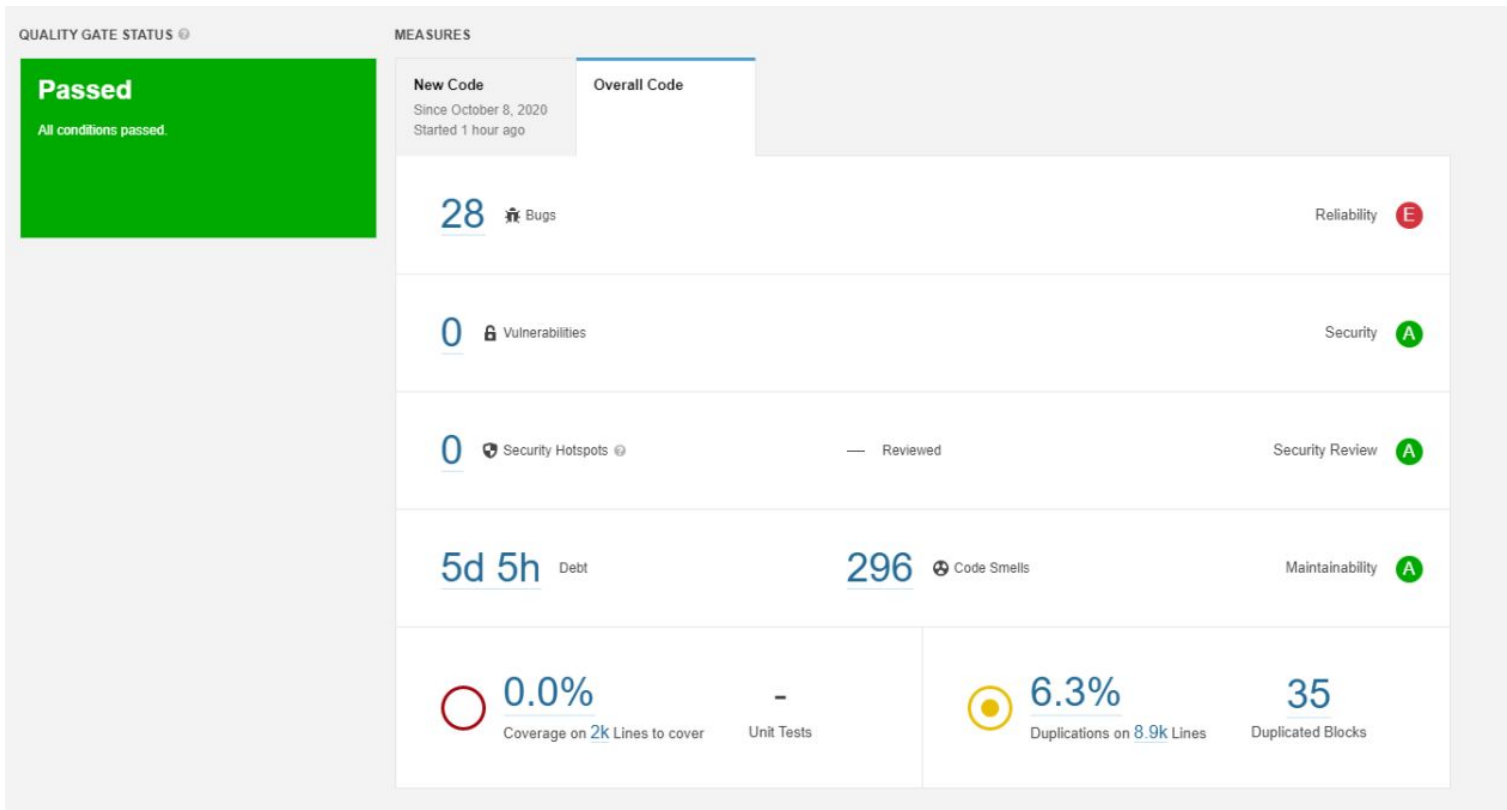 QUALITY GATE STATUS
MEASURES
Passed
All conditions passed.
New Code
Since October 8, 2020
Started 1 hour ago
Overall Code
28 Bugs Reliability E
0 Vulnerabilities Security A
0 Security Hotspots — Reviewed Security Review A
5d 5h Debt 296 Code Smells Maintainability A
0.0%
Coverage on 2k Lines to cover
-
Unit Tests
6.3%
Duplications on 8.9k Lines
35
Duplicated Blocks